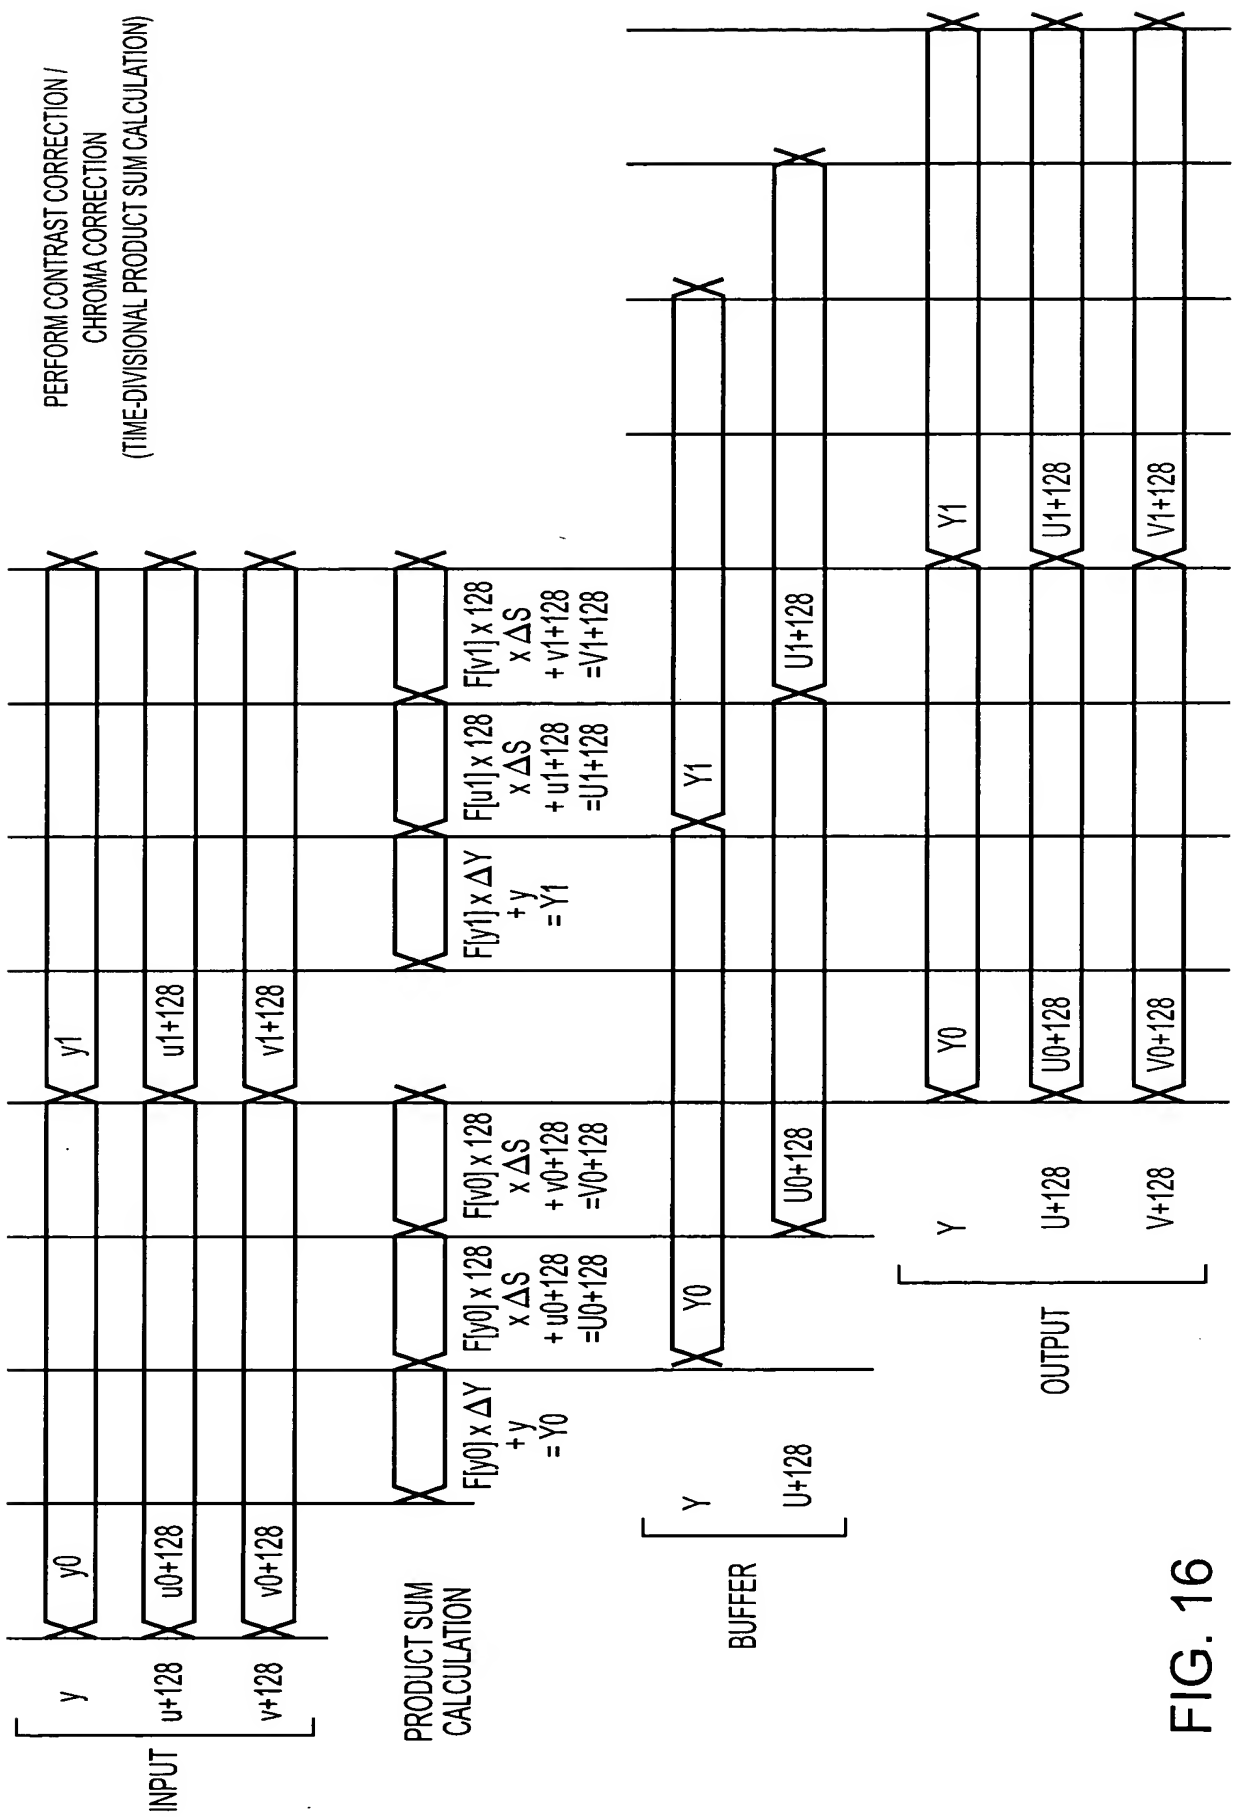 PERFORM CONTRAST CORRECTION /
CHROMA CORRECTION
(TIME-DIVISIONAL PRODUCT SUM CALCULATION)
INPUT
y
y0
y1
u+128
u0+128
u1+128
v+128
v0+128
v1+128
PRODUCT SUM
CALCULATION
F[y0] x ΔY
+ y
= Y0
F[y0] x 128
x ΔS
+ u0+128
=U0+128
F[v0] x 128
x ΔS
+ v0+128
=V0+128
F[y1] x ΔY
+ y
= Y1
F[u1] x 128
x ΔS
+ u1+128
=U1+128
F[v1] x 128
x ΔS
+ v1+128
=V1+128
BUFFER
Y
Y0
Y1
U+128
U0+128
U1+128
OUTPUT
Y
Y0
Y1
U+128
U0+128
U1+128
V+128
V0+128
V1+128
FIG. 16